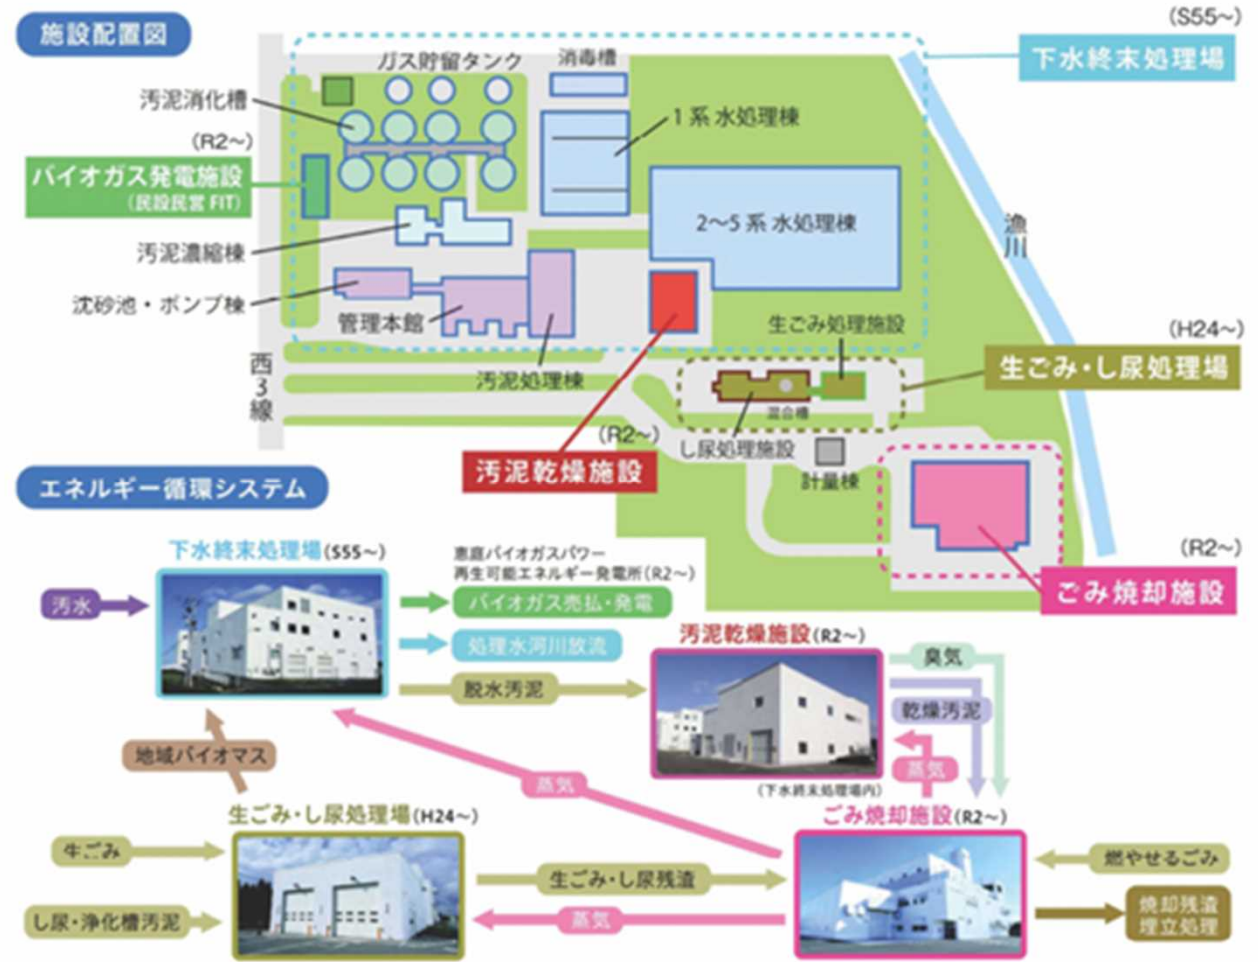 施設配置図
(S55～)
下水終末処理場
ガス貯留タンク
消毒槽
汚泥消化槽
1系水処理棟
(R2～)
バイオガス発電施設
(民設民営 FIT)
2～5系 水処理棟
漁川
汚泥濃縮棟
沈砂池・ポンプ棟
管理本館
生ごみ処理施設
(H24～)
生ごみ・し尿処理場
西3線
汚泥処理棟
混合槽
(R2～)
汚泥乾燥施設
し尿処理施設
計量棟
(R2～)
ごみ焼却施設
エネルギー循環システム
下水終末処理場(S55～)
恵庭バイオガスパワー
再生可能エネルギー発電所(R2～)
汚水
バイオガス売払・発電
処理水河川放流
脱水汚泥
汚泥乾燥施設(R2～)
臭気
乾燥汚泥
蒸気
(下水終末処理場内)
地域バイオマス
蒸気
生ごみ・し尿処理場(H24～)
ごみ焼却施設(R2～)
生ごみ
し尿・浄化槽汚泥
生ごみ・し尿残渣
蒸気
燃やせるごみ
焼却残渣
埋立処理